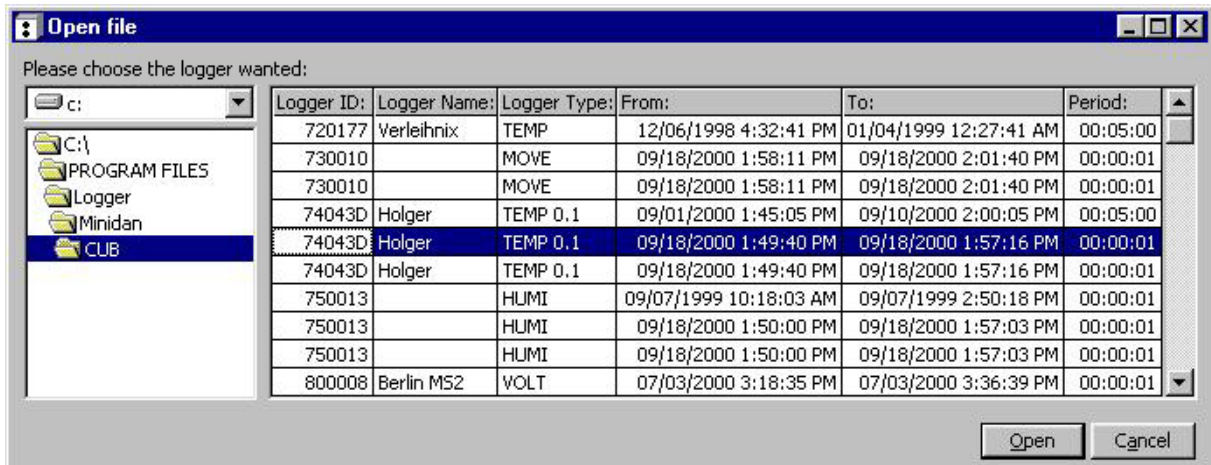 Open file
Please choose the logger wanted:
c:
C:\
PROGRAM FILES
Logger
Minidan
CUB
Logger ID: Logger Name: Logger Type: From: To: Period:
720177 Verleihnix TEMP 12/06/1998 4:32:41 PM 01/04/1999 12:27:41 AM 00:05:00
730010 MOVE 09/18/2000 1:58:11 PM 09/18/2000 2:01:40 PM 00:00:01
730010 MOVE 09/18/2000 1:58:11 PM 09/18/2000 2:01:40 PM 00:00:01
74043D Holger TEMP 0.1 09/01/2000 1:45:05 PM 09/10/2000 2:00:05 PM 00:05:00
74043D Holger TEMP 0.1 09/18/2000 1:49:40 PM 09/18/2000 1:57:16 PM 00:00:01
74043D Holger TEMP 0.1 09/18/2000 1:49:40 PM 09/18/2000 1:57:16 PM 00:00:01
750013 HUMI 09/07/1999 10:18:03 AM 09/07/1999 2:50:18 PM 00:00:01
750013 HUMI 09/18/2000 1:50:00 PM 09/18/2000 1:57:03 PM 00:00:01
750013 HUMI 09/18/2000 1:50:00 PM 09/18/2000 1:57:03 PM 00:00:01
800008 Berlin MS2 VOLT 07/03/2000 3:18:35 PM 07/03/2000 3:36:39 PM 00:00:01
Open Cancel